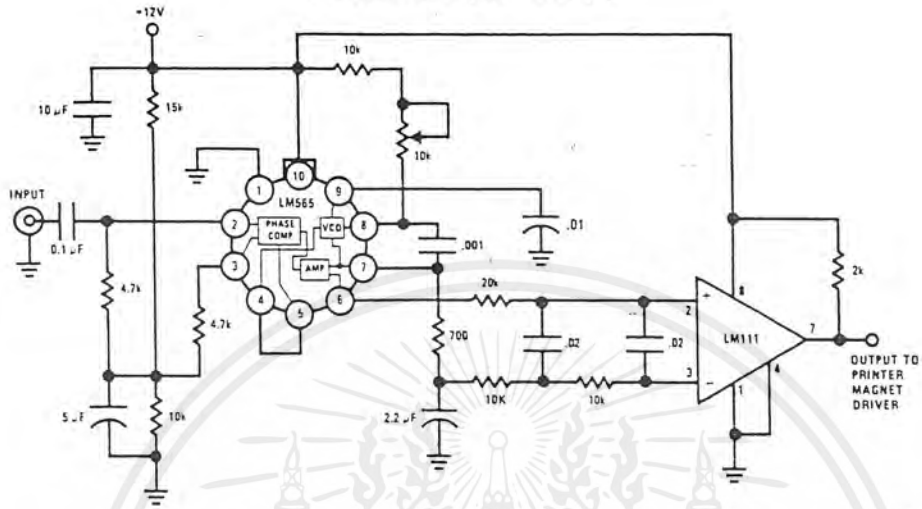 +12V
10k
10 µF
15k
10k
INPUT
0.1 µF
1
10
9
LM565
2
PHASE
COMP
VCO
8
3
AMP
7
4
5
6
.01
.001
4.7k
4.7k
20k
700
.02
.02
10K
10k
5 µF
10k
2.2 µF
+
2
8
LM111
7
3
-
1
4
2k
OUTPUT TO
PRINTER
MAGNET
DRIVER